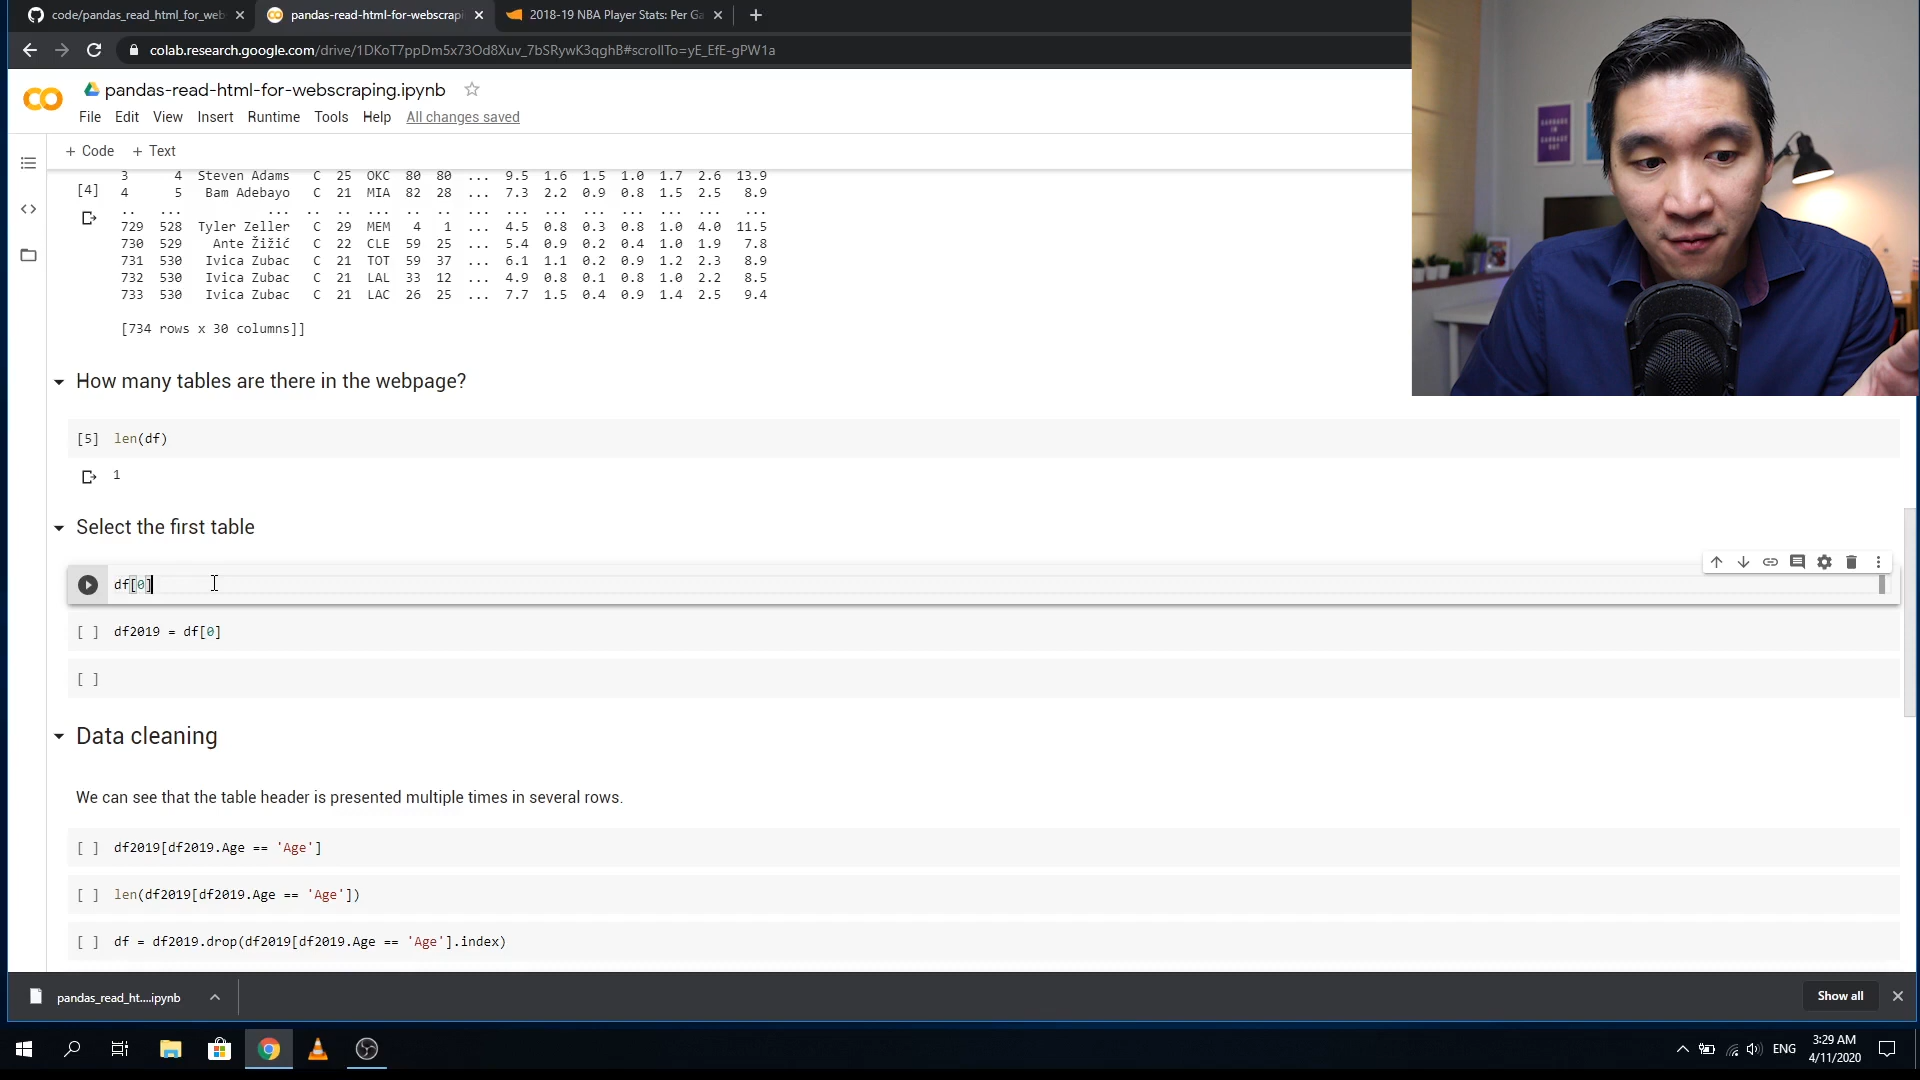 code/pandas_read_html_for_web
pandas-read-html-for-webscrapi
2018-19 NBA Player Stats: Per Ga
colab.research.google.com/drive/1DKoT7ppDm5x73Od8Xuv_7bSRywK3qghB#scrollTo=yE_EfE-gPW1a
pandas-read-html-for-webscraping.ipynb
File Edit View Insert Runtime Tools Help All changes saved
+ Code + Text
3 4 Steven Adams C 25 OKC 80 80 ... 9.5 1.6 1.5 1.0 1.7 2.6 13.9
[4] 4 5 Bam Adebayo C 21 MIA 82 28 ... 7.3 2.2 0.9 0.8 1.5 2.5 8.9
.. ... ... .. .. ... .. .. ... ... ... ... ... ... ... ...
729 528 Tyler Zeller C 29 MEM 4 1 ... 4.5 0.8 0.3 0.8 1.0 4.0 11.5
730 529 Ante Žižić C 22 CLE 59 25 ... 5.4 0.9 0.2 0.4 1.0 1.9 7.8
731 530 Ivica Zubac C 21 TOT 59 37 ... 6.1 1.1 0.2 0.9 1.2 2.3 8.9
732 530 Ivica Zubac C 21 LAL 33 12 ... 4.9 0.8 0.1 0.8 1.0 2.2 8.5
733 530 Ivica Zubac C 21 LAC 26 25 ... 7.7 1.5 0.4 0.9 1.4 2.5 9.4
[734 rows x 30 columns]]
How many tables are there in the webpage?
[5] len(df)
1
Select the first table
df[0]
[ ] df2019 = df[0]
[ ]
Data cleaning
We can see that the table header is presented multiple times in several rows.
[ ] df2019[df2019.Age == 'Age']
[ ] len(df2019[df2019.Age == 'Age'])
[ ] df = df2019.drop(df2019[df2019.Age == 'Age'].index)
pandas_read_ht....ipynb
Show all
ENG
3:29 AM
4/11/2020